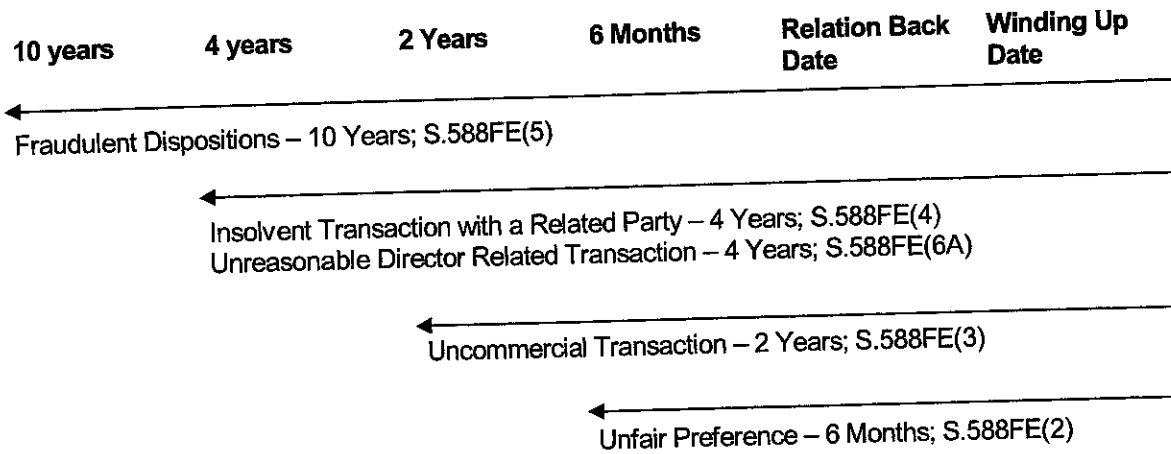 10 years 4 years 2 Years 6 Months Relation Back Date Winding Up Date
Fraudulent Dispositions – 10 Years; S.588FE(5)
Insolvent Transaction with a Related Party – 4 Years; S.588FE(4)
Unreasonable Director Related Transaction – 4 Years; S.588FE(6A)
Uncommercial Transaction – 2 Years; S.588FE(3)
Unfair Preference – 6 Months; S.588FE(2)